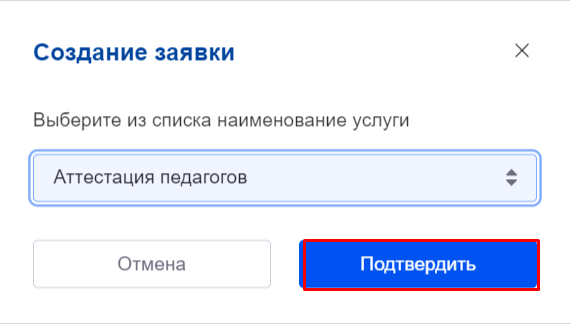 Создание заявки
Выберите из списка наименование услуги
Аттестация педагогов
Отмена
Подтвердить